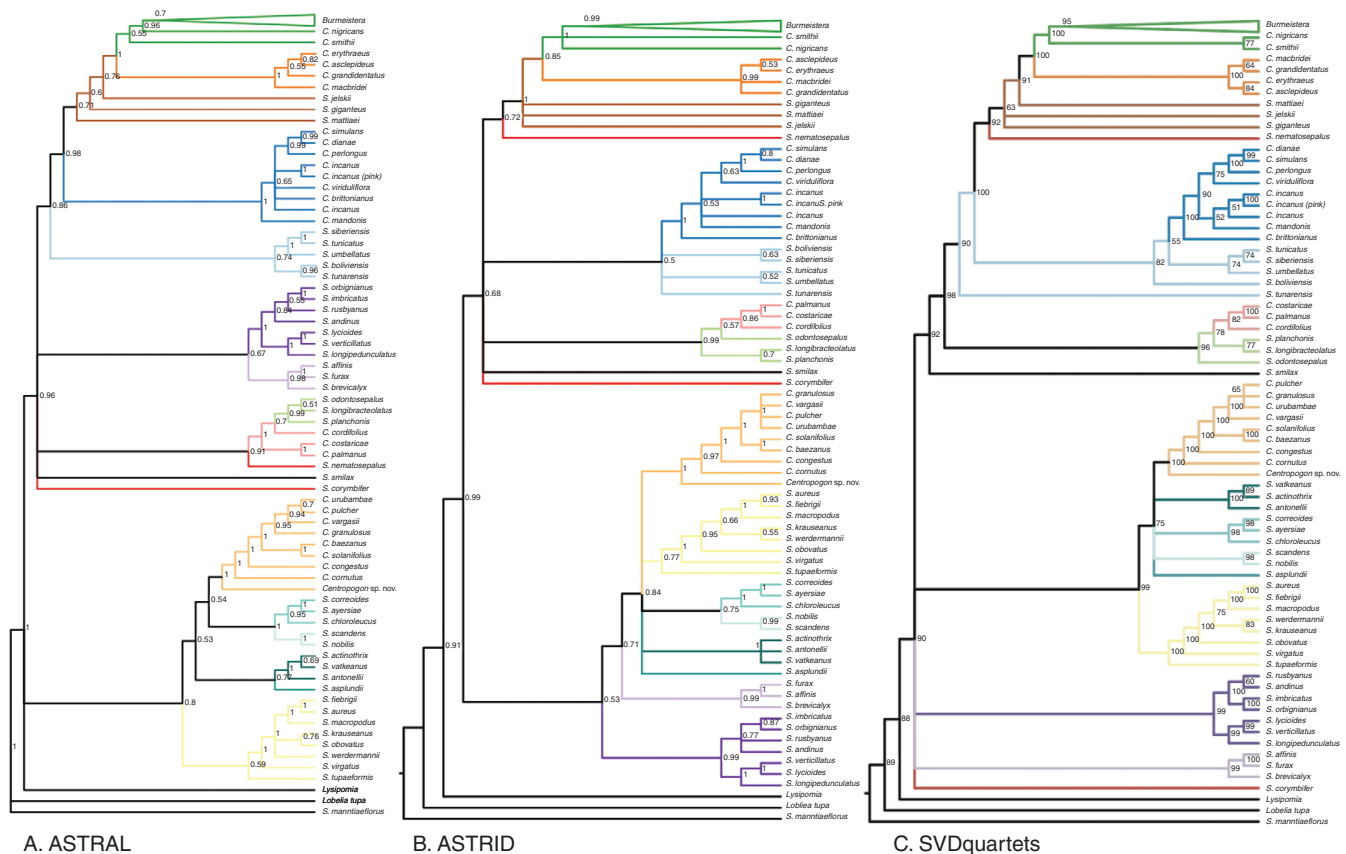 0.7
Burmeistera
0.96
C. nigricans
0.55
C. smithii
1
C. erythraeus
0.82
C. asclepideus
0.55
0.76
C. grandidentatus
1
C. macbridei
0.6
S. jelskii
0.71
S. giganteus
S. mattiaei
C. simulans
0.99
C. dianae
0.99
C. perlongus
0.98
C. incanus
1
C. incanus (pink)
0.65
C. viriduliflora
C. brittonianus
1
C. incanus
0.86
C. mandonis
S. siberiensis
1
S. tunicatus
1
S. umbellatus
0.74
S. boliviensis
0.96
S. tunarensis
S. orbignianus
1
S. imbricatus
0.55
S. rusbyanus
0.84
S. andinus
1
S. lycioides
1
S. verticillatus
1
S. longipedunculatus
0.67
S. affinis
1
S. furax
0.98
S. brevicalyx
0.96
S. odontosepalus
0.51
S. longibracteolatus
0.99
S. planchonis
0.7
C. cordifolius
C. costaricae
1
0.91
C. palmanus
S. nematosepalus
S. smilax
S. corymbifer
C. urubambae
0.7
C. pulcher
0.94
C. vargasii
0.95
C. granulosus
1
C. baezanus
1
C. solanifolius
1
C. congestus
1
C. cornutus
1
Centropogon sp. nov.
0.54
S. correoides
1
S. ayersiae
0.95
S. chloroleucus
1
S. scandens
1
S. nobilis
0.53
S. actinothrix
0.69
S. vatkeanus
1
S. antonellii
0.77
S. asplundii
0.8
S. fiebrigii
1
S. aureus
1
S. macropodus
1
S. krauseanus
0.76
S. obovatus
1
S. werdermannii
1
S. virgatus
0.59
S. tupaeformis
1
Lysipomia
1
Lobelia tupa
S. manntiaeflorus
A. ASTRAL
0.99
Burmeistera
C. smithii
1
C. nigricans
0.85
C. asclepideus
0.53
C. erythraeus
0.99
C. macbridei
C. grandidentatus
1
S. giganteus
0.72
S. mattiaei
S. jelskii
S. nematosepalus
C. simulans
0.8
C. dianae
1
C. perlongus
0.63
C. viriduliflora
1
C. incanus
1
C. incanuS. pink
0.53
C. incanus
1
C. mandonis
C. brittonianus
S. boliviensis
0.63
S. siberiensis
0.5
S. tunicatus
0.52
S. umbellatus
S. tunarensis
0.68
C. palmanus
1
C. costaricae
0.86
C. cordifolius
0.57
S. odontosepalus
0.99
S. longibracteolatus
0.7
S. planchonis
S. smilax
S. corymbifer
C. granulosus
C. vargasii
1
C. pulcher
1
C. urubambae
1
C. solanifolius
1
C. baezanus
0.97
C. congestus
1
C. cornutus
Centropogon sp. nov.
0.99
S. aureus
0.93
S. fiebrigii
1
S. macropodus
0.66
S. krauseanus
0.55
S. werdermannii
0.95
S. obovatus
1
S. virgatus
0.77
S. tupaeformis
0.84
S. correoides
1
S. ayersiae
1
S. chloroleucus
0.75
S. nobilis
0.99
S. scandens
S. actinothrix
1
S. antonellii
S. vatkeanus
0.71
S. asplundii
0.91
S. furax
1
S. affinis
0.99
S. brevicalyx
0.53
S. imbricatus
0.87
S. orbignianus
0.77
S. rusbyanus
S. andinus
0.99
S. verticillatus
1
1
S. lycioides
1
S. longipedunculatus
Lysipomia
Lobliea tupa
S. manntiaeflorus
B. ASTRID
95
Burmeistera
100
C. nigricans
77
C. smithii
100
C. macbridei
64
C. grandidentatus
100
C. erythraeus
84
C. asclepideus
91
S. mattiaei
63
S. jelskii
92
S. giganteus
S. nematosepalus
C. dianae
99
C. simulans
100
C. perlongus
75
C. viriduliflora
90
C. incanus
100
C. incanus (pink)
51
C. incanus
52
C. mandonis
100
C. brittonianus
55
100
S. tunicatus
74
S. siberiensis
74
S. umbellatus
82
S. boliviensis
90
S. tunarensis
98
C. costaricae
100
C. palmanus
82
C. cordifolius
78
S. planchonis
77
S. longibracteolatus
96
S. odontosepalus
92
S. smilax
C. pulcher
65
C. granulosus
100
C. urubambae
C. vargasii
100
C. solanifolius
100
C. baezanus
100
C. congestus
100
C. cornutus
100
Centropogon sp. nov.
S. vatkeanus
89
S. actinothrix
100
S. antonellii
75
S. correoides
98
S. ayersiae
98
S. chloroleucus
S. scandens
98
S. nobilis
S. asplundii
99
S. aureus
100
S. fiebrigii
100
S. macropodus
75
S. werdermannii
83
S. krauseanus
100
S. obovatus
100
S. virgatus
100
S. tupaeformis
90
S. rusbyanus
60
S. andinus
100
S. imbricatus
100
S. orbignianus
99
S. lycioides
99
S. verticillatus
99
S. longipedunculatus
88
S. affinis
100
S. furax
99
S. brevicalyx
89
S. corymbifer
Lysipomia
Lobelia tupa
S. manntiaeflorus
C. SVDquartets